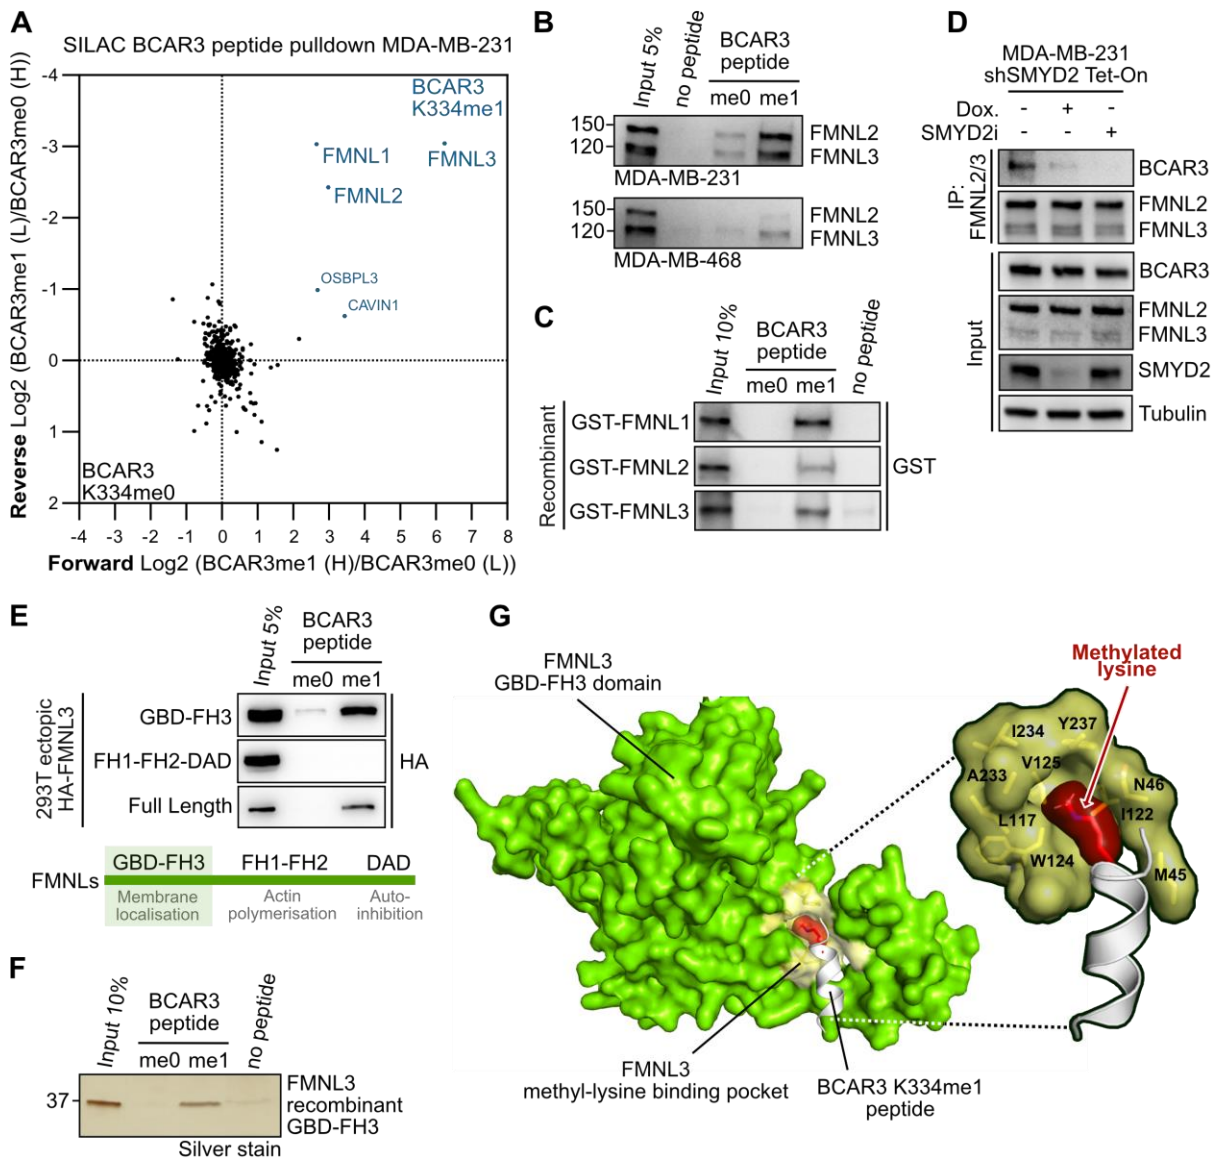 A
SILAC BCAR3 peptide pulldown MDA-MB-231
Reverse Log2 (BCAR3me1 (L)/BCAR3me0 (H))
-4
-3
-2
-1
0
1
2
BCAR3
K334me1
FMNL1
FMNL3
FMNL2
OSBPL3
CAVIN1
BCAR3
K334me0
-4 -3 -2 -1 0 1 2 3 4 5 6 7 8
Forward Log2 (BCAR3me1 (H)/BCAR3me0 (L))
B
Input 5%
no peptide
BCAR3
peptide
me0 me1
150
120
FMNL2
FMNL3
MDA-MB-231
150
120
FMNL2
FMNL3
MDA-MB-468
C
Input 10%
BCAR3
peptide
me0 me1
no peptide
Recombinant
GST-FMNL1
GST-FMNL2
GST-FMNL3
GST
D
MDA-MB-231
shSMYD2 Tet-On
Dox. - + -
SMYD2i - - +
IP:
FMNL2/3
BCAR3
FMNL2
FMNL3
Input
BCAR3
FMNL2
FMNL3
SMYD2
Tubulin
E
Input 5%
BCAR3
peptide
me0 me1
293T ectopic
HA-FMNL3
GBD-FH3
FH1-FH2-DAD
Full Length
HA
FMNLs
GBD-FH3 FH1-FH2 DAD
Membrane
localisation
Actin
polymerisation
Auto-
inhibition
F
Input 10%
BCAR3
peptide
me0 me1
no peptide
37
FMNL3
recombinant
GBD-FH3
Silver stain
G
FMNL3
GBD-FH3 domain
Methylated
lysine
I234
Y237
V125
A233
N46
L117
I122
W124
M45
FMNL3
methyl-lysine binding pocket
BCAR3 K334me1
peptide